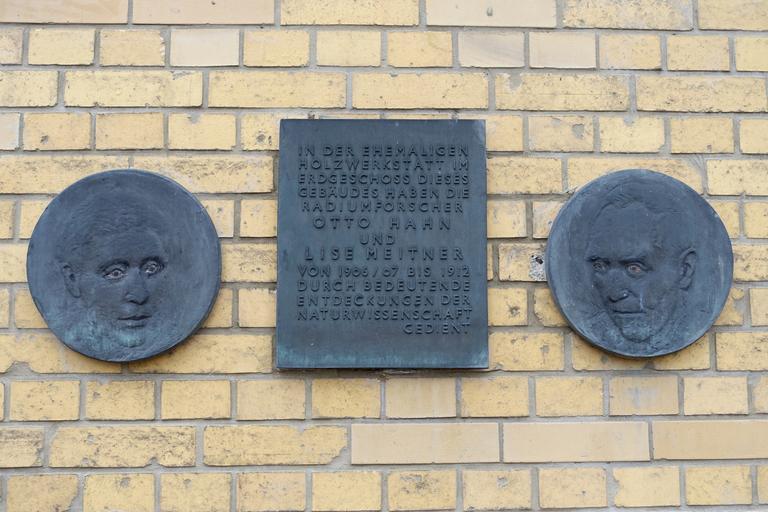 IN DER EHEMALIGEN
HOLZWERKSTATT IM
ERDGESCHOSS DIESES
GEBÄUDES HABEN DIE
RADIUMFORSCHER
OTTO HAHN
UND
LISE MEITNER
VON 1906/07 BIS 1912
DURCH BEDEUTENDE
ENTDECKUNGEN DER
NATURWISSENSCHAFT
GEDIENT